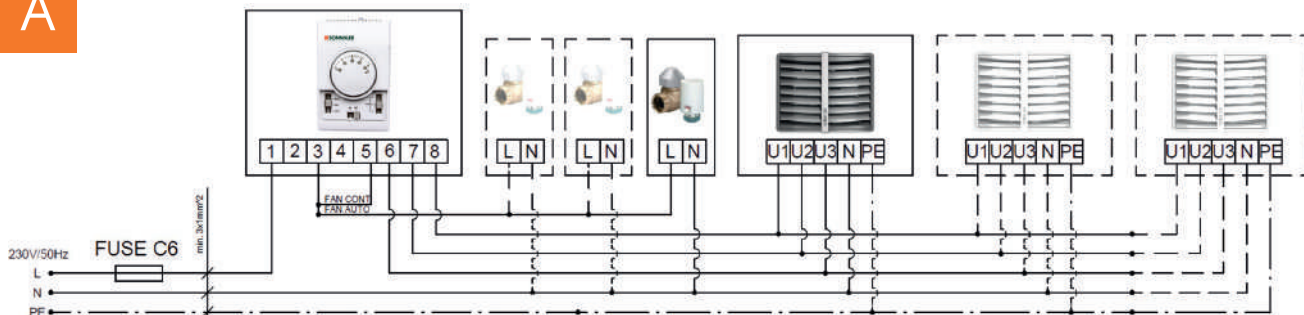 A
SONNIGER
1 2 3 4 5 6 7 8
L N
L N
L N
U1 U2 U3 N PE
U1 U2 U3 N PE
U1 U2 U3 N PE
FAN CONT
FAN AUTO
min. 3x1mm^2
230V/50Hz
FUSE C6
L
N
PE